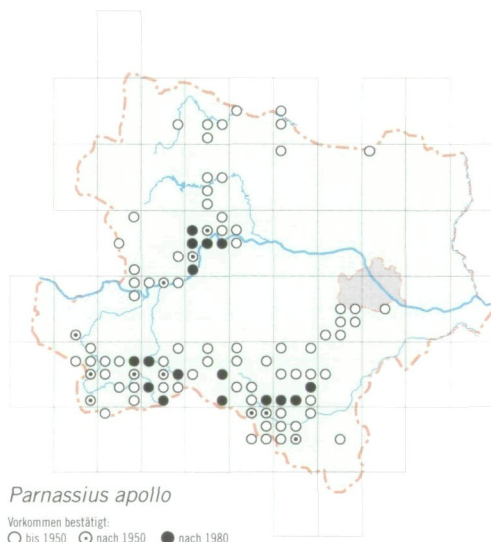 Parnassius apollo
Vorkommen bestätigt:
bis 1950 nach 1950 nach 1980